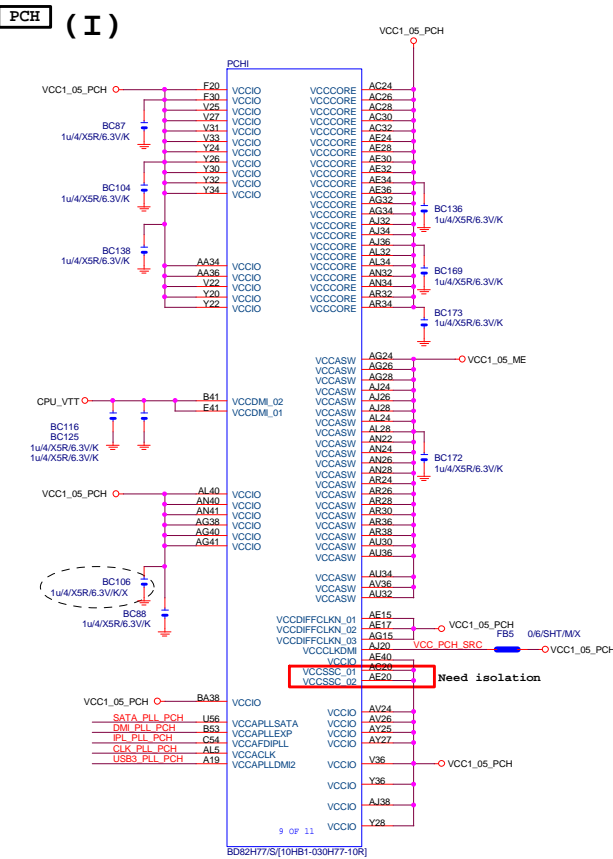 PCH (I)
VCC1_05_PCH
PCHI
VCC1_05_PCH F20 VCCIO VCCCORE AC24
F30 VCCIO VCCCORE AC26
V25 VCCIO VCCCORE AC28
V27 VCCIO VCCCORE AC30
V31 VCCIO VCCCORE AC32
V33 VCCIO VCCCORE AE24
Y24 VCCIO VCCCORE AE28
Y26 VCCIO VCCCORE AE30
Y30 VCCIO VCCCORE AE32
Y32 VCCIO VCCCORE AE34
Y34 VCCIO VCCCORE AE36
BC87
1u/4/X5R/6.3V/K
BC104
1u/4/X5R/6.3V/K
BC138
1u/4/X5R/6.3V/K
VCCCORE AG32
VCCCORE AG34
VCCCORE AJ32
VCCCORE AJ34
VCCCORE AJ36
VCCCORE AL32
AA34 VCCIO VCCCORE AL34
AA36 VCCIO VCCCORE AN32
V22 VCCIO VCCCORE AN34
Y20 VCCIO VCCCORE AR32
Y22 VCCIO VCCCORE AR34
BC136
1u/4/X5R/6.3V/K
BC169
1u/4/X5R/6.3V/K
BC173
1u/4/X5R/6.3V/K
VCCASW AG24 VCC1_05_ME
VCCASW AG26
VCCASW AG28
VCCASW AJ24
CPU_VTT B41 VCCDMI_02 VCCASW AJ26
E41 VCCDMI_01 VCCASW AJ28
VCCASW AL24
VCCASW AL28
VCCASW AN22
VCCASW AN24
VCCASW AN26
VCCASW AN28
VCCASW AR24
BC116
BC125
1u/4/X5R/6.3V/K
1u/4/X5R/6.3V/K
BC172
1u/4/X5R/6.3V/K
VCC1_05_PCH AL40 VCCIO VCCASW AR26
AN40 VCCIO VCCASW AR28
AN41 VCCIO VCCASW AR30
AG38 VCCIO VCCASW AR36
AG40 VCCIO VCCASW AR38
AG41 VCCIO VCCASW AU30
VCCASW AU36
VCCASW AU34
VCCASW AV36
VCCASW AU32
BC106
1u/4/X5R/6.3V/K/X
BC88
1u/4/X5R/6.3V/K
VCCDIFFCLKN_01 AE15
VCCDIFFCLKN_02 AE17 VCC1_05_PCH
VCCDIFFCLKN_03 AG15
VCCCLKDMI AJ20 VCC_PCH_SRC FB5 0/6/SHT/M/X VCC1_05_PCH
VCCIO AE40
VCCSSC_01 AC20
VCCSSC_02 AE20 Need isolation
VCC1_05_PCH BA38 VCCIO
SATA_PLL_PCH U56 VCCAPLLSATA VCCIO AV24
DMI_PLL_PCH B53 VCCAPLLEXP VCCIO AV26
IPL_PLL_PCH C54 VCCAFDIPLL VCCIO AY25
CLK_PLL_PCH AL5 VCCACLK VCCIO AY27
USB3_PLL_PCH A19 VCCAPLLDMI2 VCCIO V36 VCC1_05_PCH
VCCIO Y36
VCCIO AJ38
VCCIO Y28
9 OF 11
BD82H77/S/[10HB1-030H77-10R]